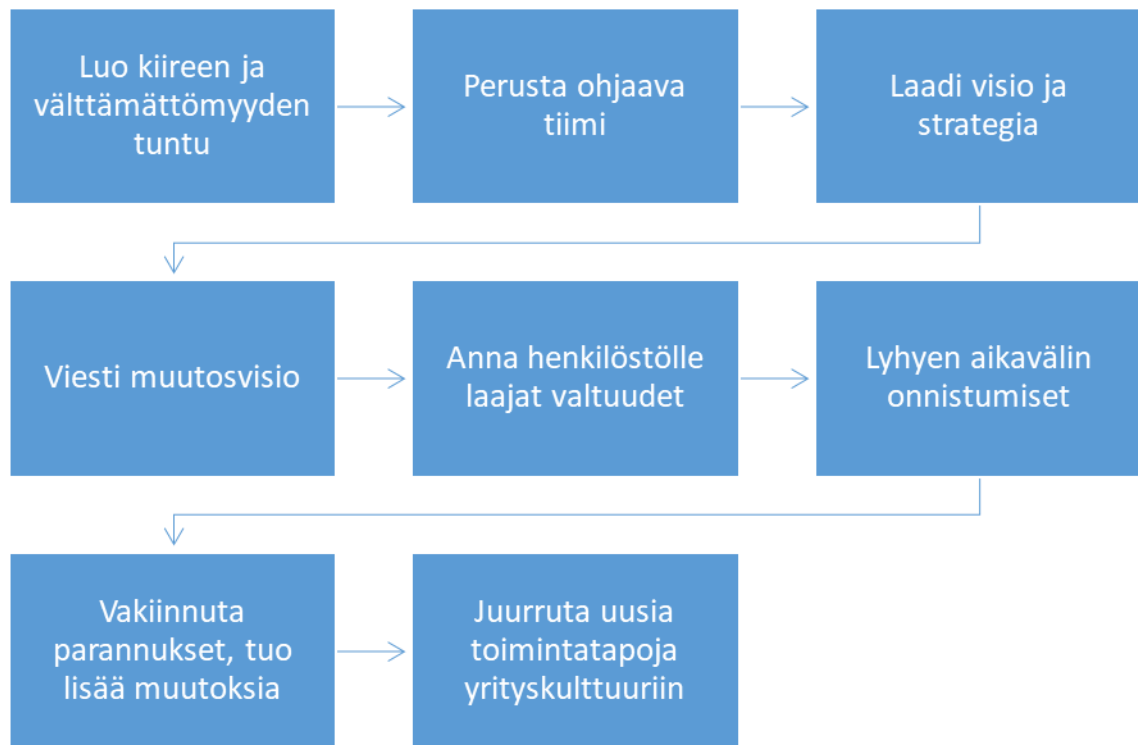 Luo kiireen ja
välttämättömyyden
tuntu
Perusta ohjaava
tiimi
Laadi visio ja
strategia
Viesti muutosvisio
Anna henkilöstölle
laajat valtuudet
Lyhyen aikavälin
onnistumiset
Vakiinnuta
parannukset, tuo
lisää muutoksia
Juurruta uusia
toimintatapoja
yrityskulttuuriin